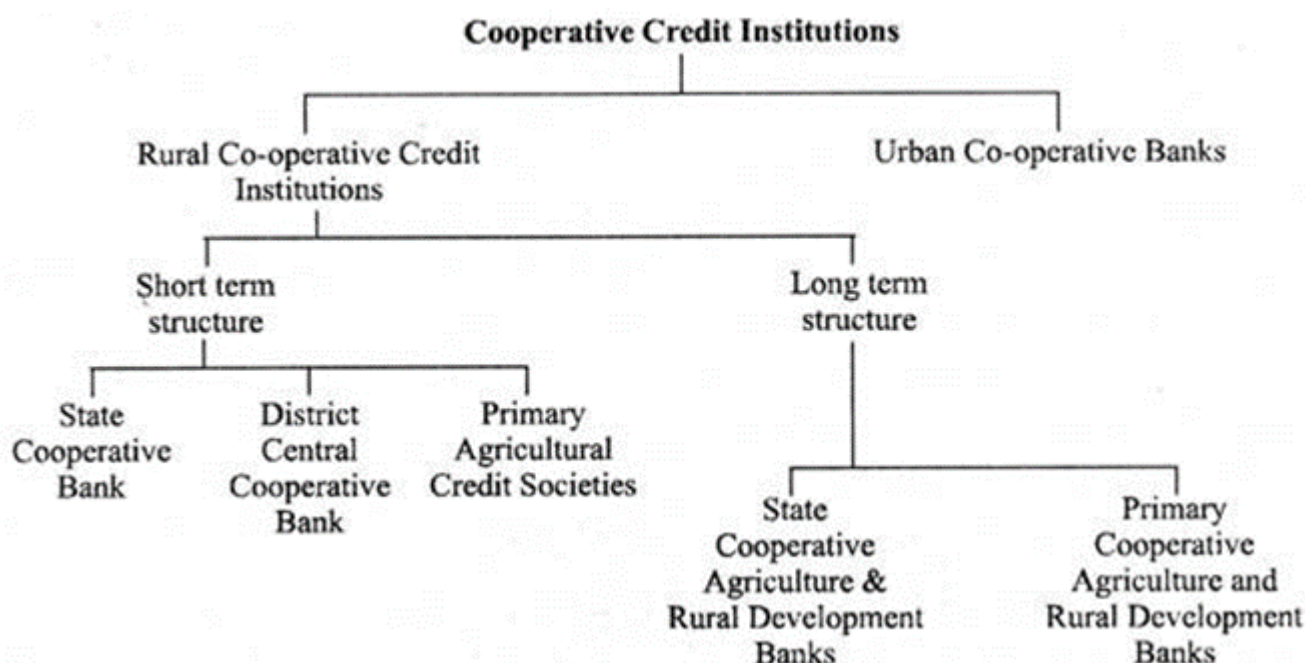 Cooperative Credit Institutions
Rural Co-operative Credit
Institutions
Urban Co-operative Banks
Short term
structure
Long term
structure
State
Cooperative
Bank
District
Central
Cooperative
Bank
Primary
Agricultural
Credit Societies
State
Cooperative
Agriculture &
Rural Development
Banks
Primary
Cooperative
Agriculture and
Rural Development
Banks